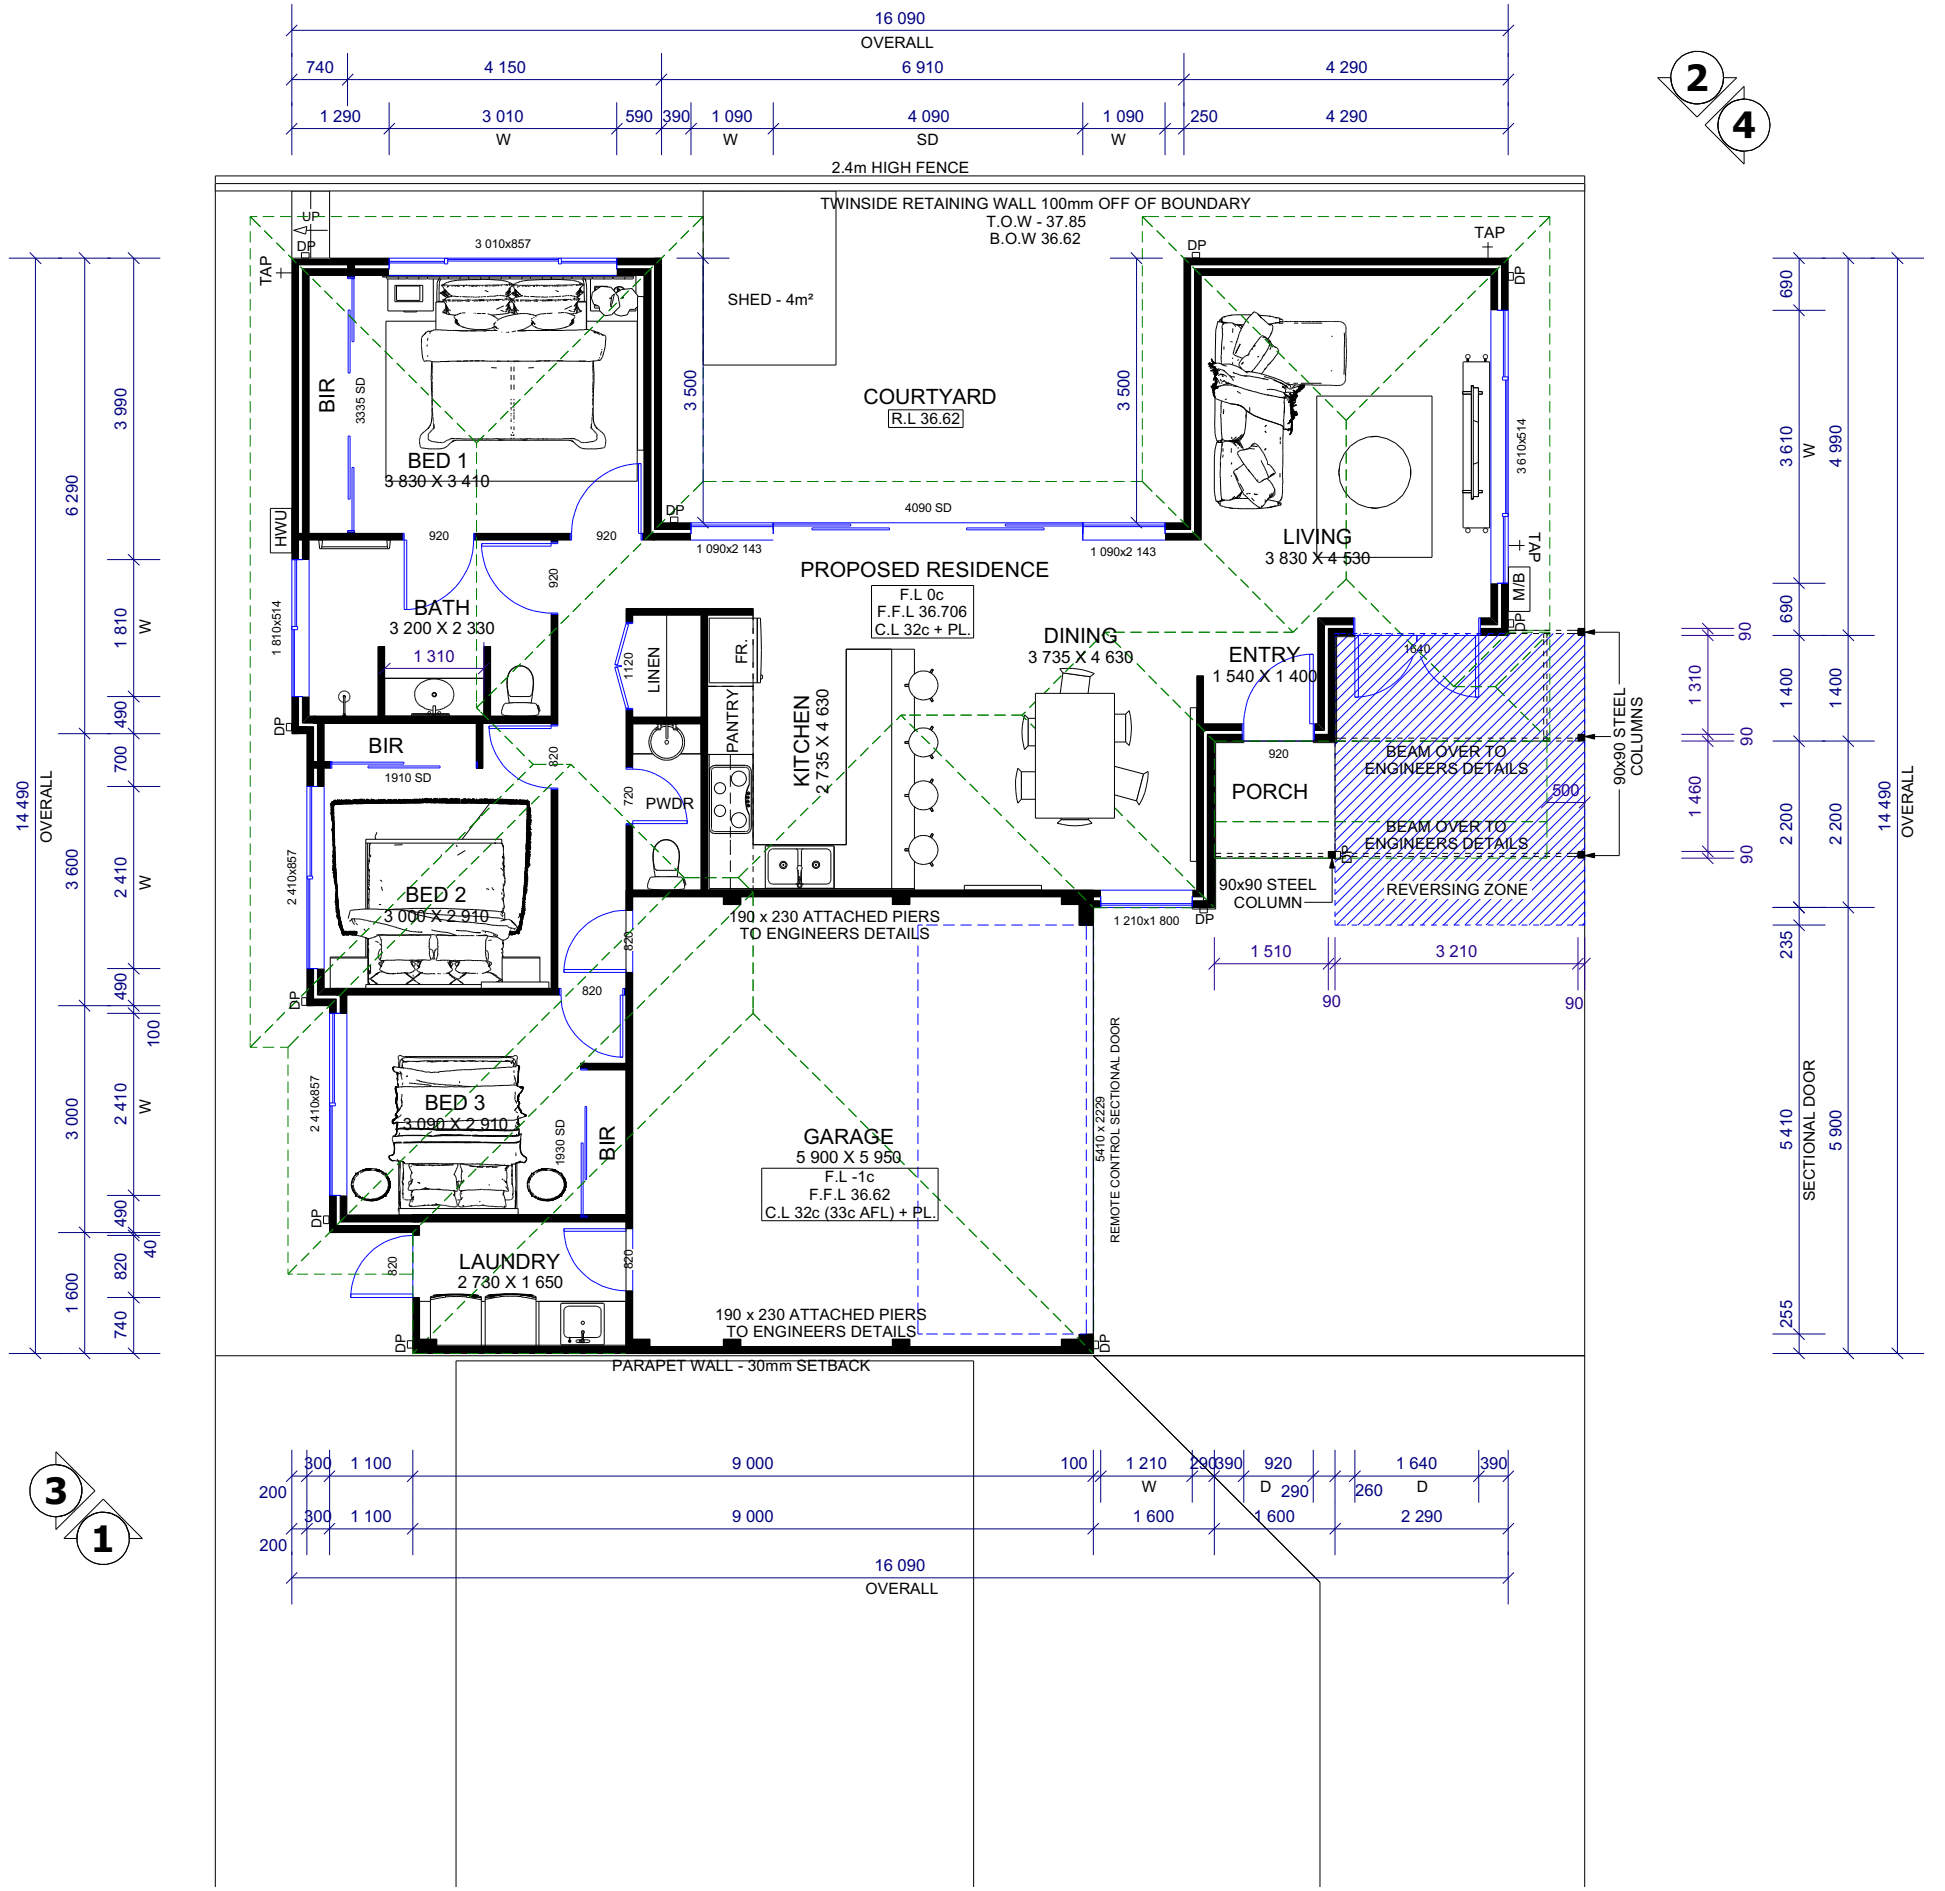 16 090
OVERALL
740
4 150
6 910
4 290
1 290
3 010
W
590
390
1 090
W
4 090
SD
1 090
W
250
4 290
2
4
2.4m HIGH FENCE
TWINSIDE RETAINING WALL 100mm OFF OF BOUNDARY
T.O.W - 37.85
B.O.W 36.62
UP
DP
TAP
3 010x857
DP
TAP
DP
SHED - 4m²
BIR
3335 SD
3 500
COURTYARD
R.L 36.62
3 500
BED 1
3 830 X 3 410
3 610x514
HWU
920
920
DP
4090 SD
1 090x2 143
1 090x2 143
LIVING
3 830 X 4 530
TAP
M/B
DP
PROPOSED RESIDENCE
F.L 0c
F.F.L 36.706
C.L 32c + PL.
920
BATH
3 200 X 2 330
1 810x514
1 310
1120
LINEN
FR.
PANTRY
KITCHEN
2 735 X 4 630
DINING
3 735 X 4 630
ENTRY
1 540 X 1 400
1640
90x90 STEEL
COLUMNS
DP
BIR
1910 SD
820
720
PWDR
920
PORCH
BEAM OVER TO
ENGINEERS DETAILS
500
BEAM OVER TO
ENGINEERS DETAILS
DP
REVERSING ZONE
90x90 STEEL
COLUMN
2 410x857
BED 2
3 000 X 2 910
190 x 230 ATTACHED PIERS
TO ENGINEERS DETAILS
1 210x1 800
DP
820
820
DP
1 510
3 210
90
90
2 410x857
BED 3
3 090 X 2 910
1930 SD
BIR
GARAGE
5 900 X 5 950
F.L -1c
F.F.L 36.62
C.L 32c (33c AFL) + PL.
5410 x 2229
REMOTE CONTROL SECTIONAL DOOR
DP
820
LAUNDRY
2 730 X 1 650
820
DP
190 x 230 ATTACHED PIERS
TO ENGINEERS DETAILS
DP
PARAPET WALL - 30mm SETBACK
14 490
OVERALL
6 290
3 600
3 000
1 600
3 990
1 810
W
490
700
2 410
W
490
100
2 410
W
490
40
820
740
90
1 310
90
1 460
90
690
3 610
W
690
1 400
2 200
235
5 410
SECTIONAL DOOR
255
4 990
1 400
2 200
5 900
14 490
OVERALL
3
1
200
300
1 100
9 000
100
1 210
W
290
390
920
D
290
260
1 640
D
390
200
300
1 100
9 000
1 600
1 600
2 290
16 090
OVERALL